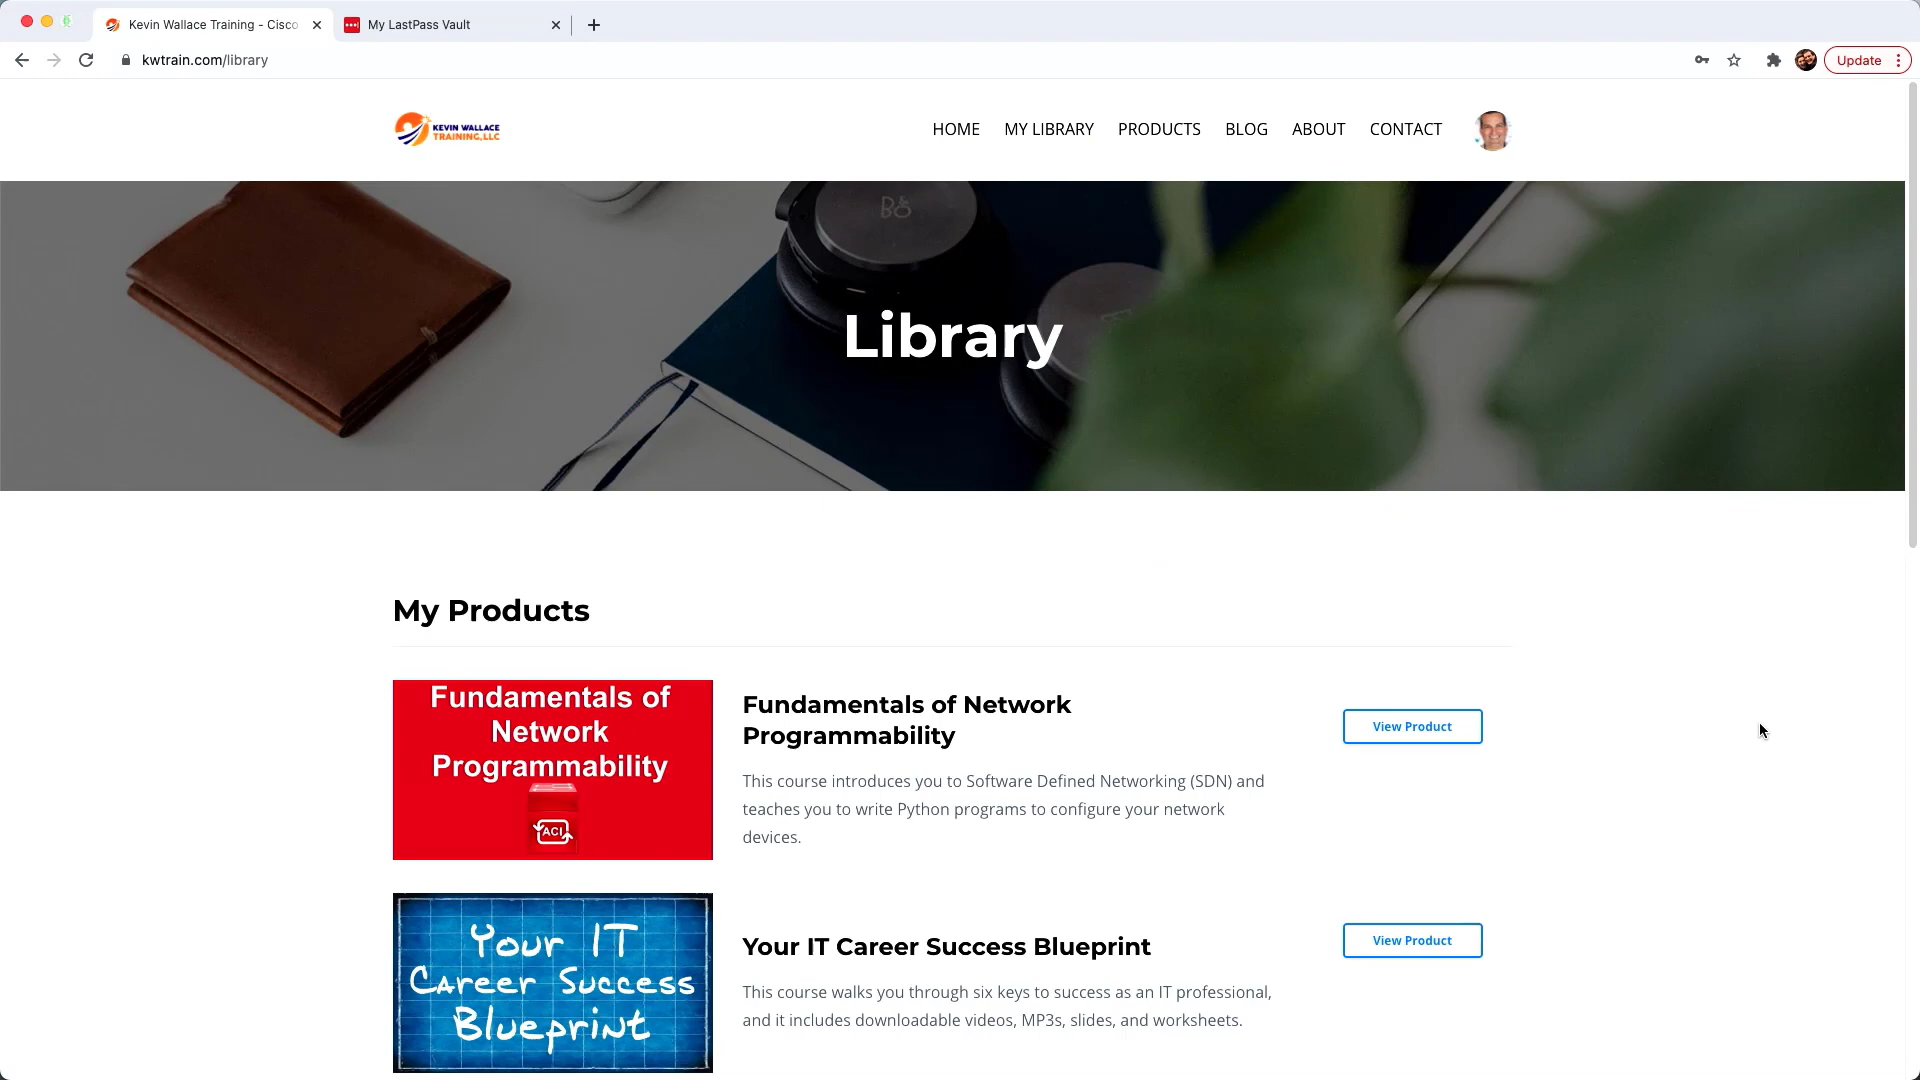 Kevin Wallace Training - Cisco
My LastPass Vault
kwtrain.com/library
Update
KEVIN WALLACE
TRAINING, LLC
HOME
MY LIBRARY
PRODUCTS
BLOG
ABOUT
CONTACT
B&O
Library
My Products
Fundamentals of
Network
Programmability
ACI
Fundamentals of Network
Programmability
View Product
This course introduces you to Software Defined Networking (SDN) and
teaches you to write Python programs to configure your network
devices.
Your IT
Career Success
Blueprint
Your IT Career Success Blueprint
View Product
This course walks you through six keys to success as an IT professional,
and it includes downloadable videos, MP3s, slides, and worksheets.